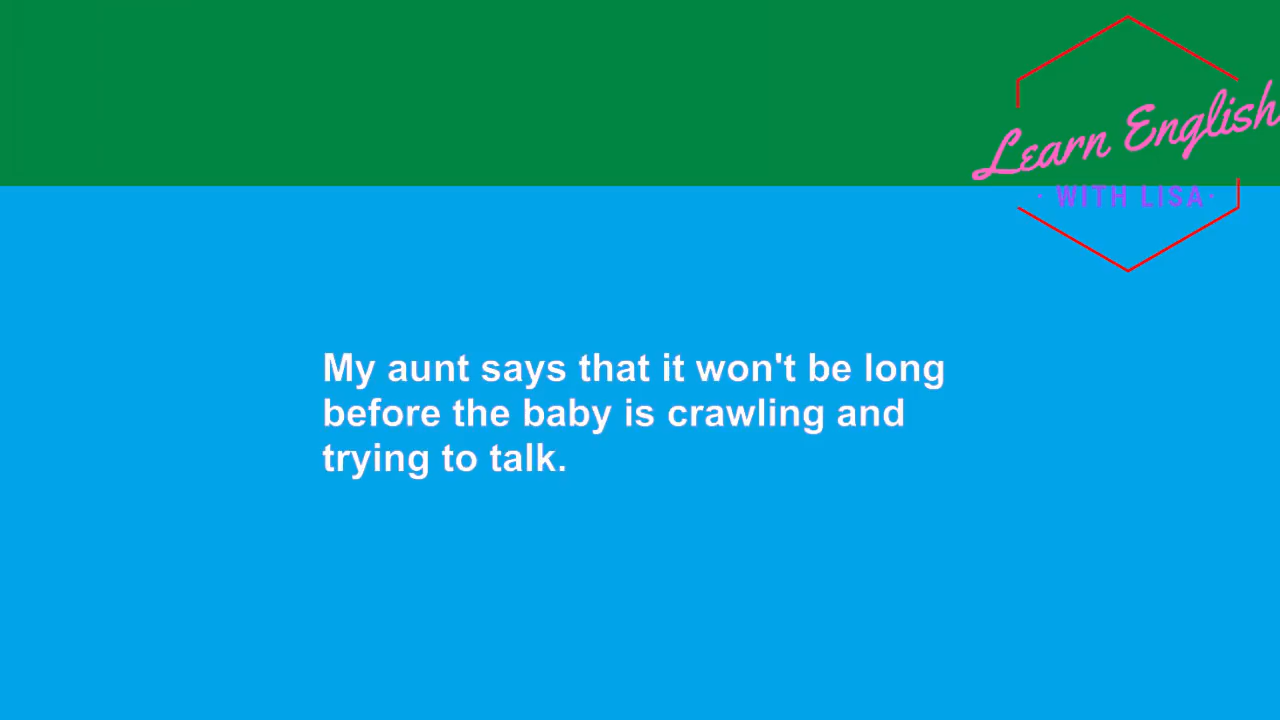 Learn English
· WITH LISA ·
My aunt says that it won't be long
before the baby is crawling and
trying to talk.